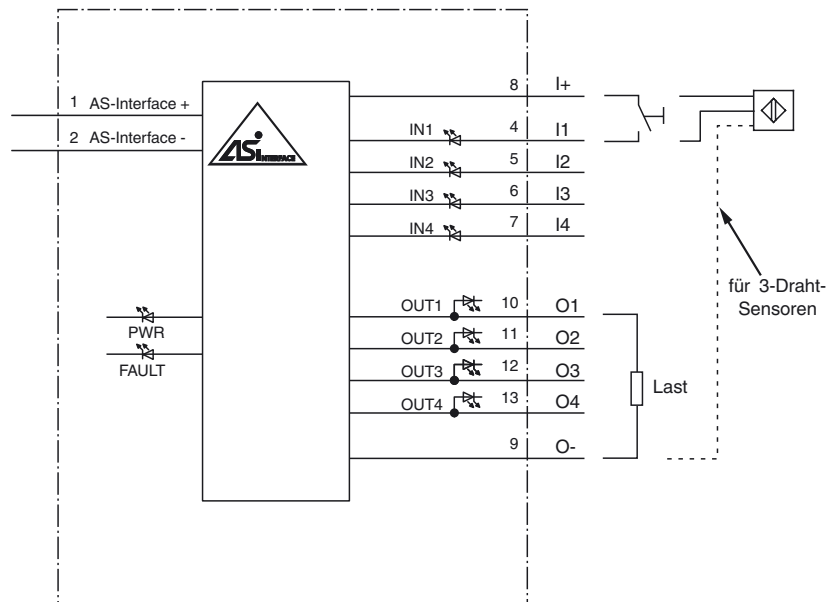 1 AS-Interface +
2 AS-Interface -
ASi INTERFACE
8 I+
IN1 4 I1
IN2 5 I2
IN3 6 I3
IN4 7 I4
für 3-Draht-
Sensoren
PWR
FAULT
OUT1 10 O1
OUT2 11 O2
OUT3 12 O3
OUT4 13 O4
9 O-
Last